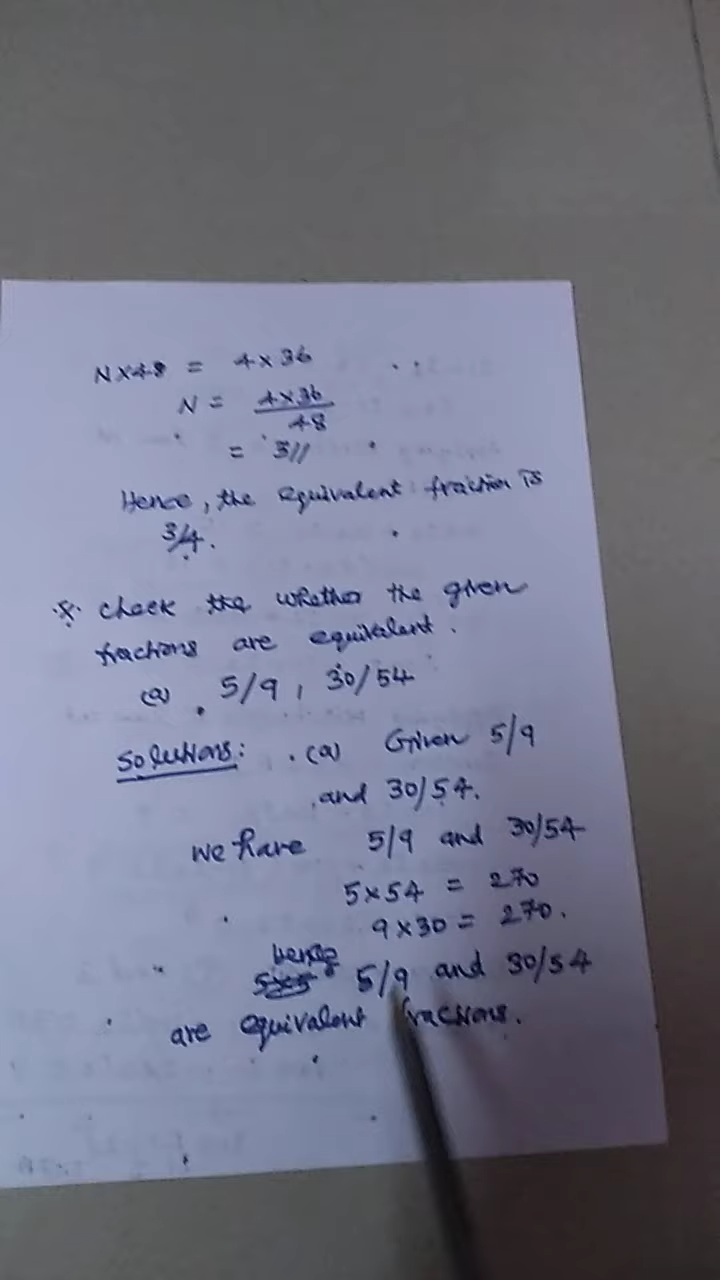 N×48 = 4×36
N = 4×36/48
= 3//
Hence, the equivalent fraction is
3/4.
check the whether the given
fractions are equivalent.
(a) 5/9, 30/54
Solutions: (a) Given 5/9
and 30/54.
we have 5/9 and 30/54
5×54 = 270
9×30 = 270.
hence 5/9 and 30/54
are equivalent fractions.